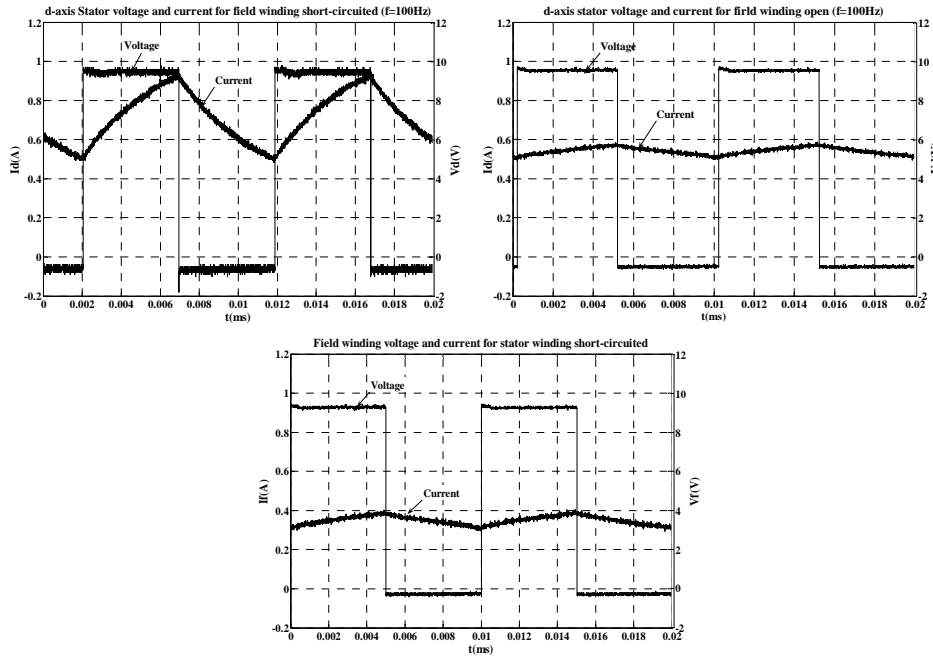 d-axis Stator voltage and current for field winding short-circuited (f=100Hz)
1.2
1
0.8
0.6
0.4
0.2
0
-0.2
Id(A)
Voltage
Current
12
10
8
6
4
2
0
-2
Vd(V)
0 0.002 0.004 0.006 0.008 0.01 0.012 0.014 0.016 0.018 0.02
t(ms)
d-axis stator voltage and current for firld winding open (f=100Hz)
1.2
1
0.8
0.6
0.4
0.2
0
-0.2
Id(A)
Voltage
Current
12
10
8
6
4
2
0
-2
0.002 0.004 0.006 0.008 0.01 0.012 0.014 0.016 0.018 0.02
t(ms)
Field winding voltage and current for stator winding short-circuited
1.2
1
0.8
0.6
0.4
0.2
0
-0.2
If(A)
Voltage
Current
12
10
8
6
4
2
0
-2
Vf(V)
0 0.002 0.004 0.006 0.008 0.01 0.012 0.014 0.016 0.018 0.02
t(ms)